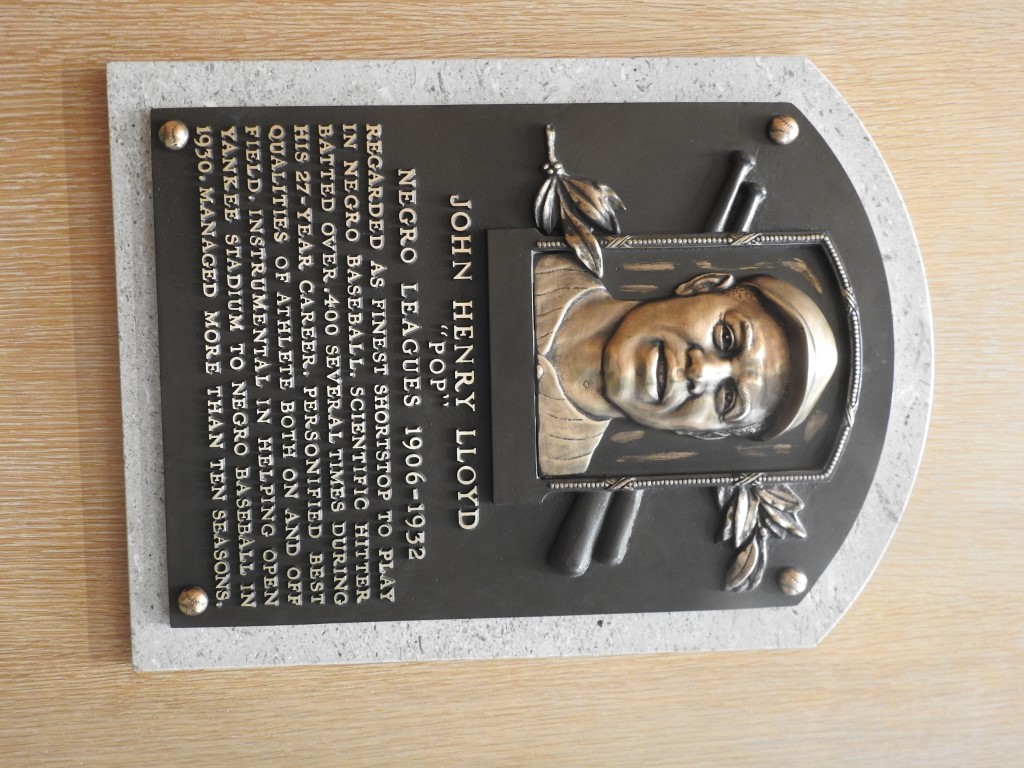 JOHN HENRY LLOYD
"POP"
NEGRO LEAGUES 1906-1932
REGARDED AS FINEST SHORTSTOP TO PLAY
IN NEGRO BASEBALL. SCIENTIFIC HITTER
BATTED OVER .400 SEVERAL TIMES DURING
HIS 27-YEAR CAREER. PERSONIFIED BEST
QUALITIES OF ATHLETE BOTH ON AND OFF
FIELD. INSTRUMENTAL IN HELPING OPEN
YANKEE STADIUM TO NEGRO BASEBALL IN
1930. MANAGED MORE THAN TEN SEASONS.